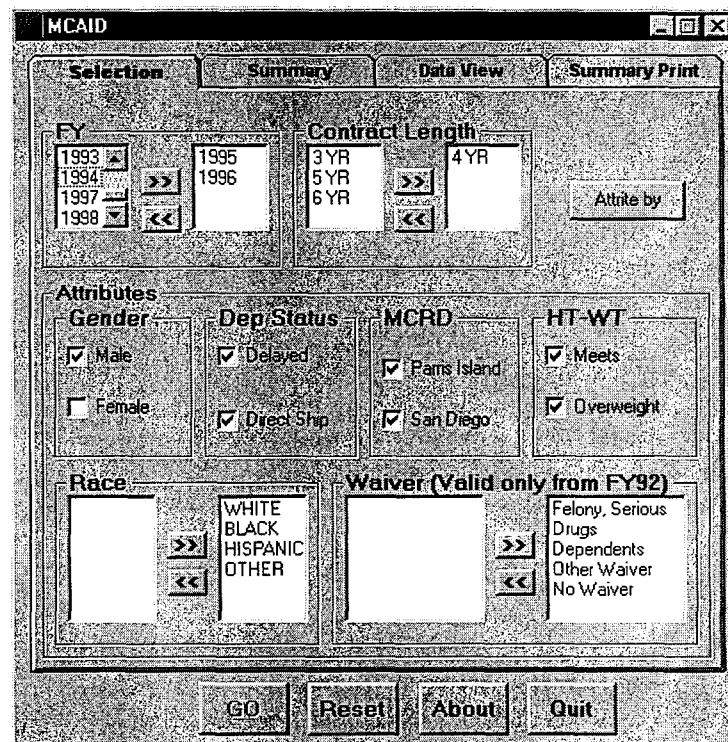 MCAID
Selection Summary Data View Summary Print
FY
1993
1994
1997
1998
>>
<<
1995
1996
Contract Length
3 YR
5 YR
6 YR
>>
<<
4 YR
Attrite by
Attributes
Gender
Male
Female
Dep Status
Delayed
Direct Ship
MCRD
Parris Island
San Diego
HT-WT
Meets
Overweight
Race
>>
<<
WHITE
BLACK
HISPANIC
OTHER
Waiver (Valid only from FY92)
>>
<<
Felony, Serious
Drugs
Dependents
Other Waiver
No Waiver
GO Reset About Quit